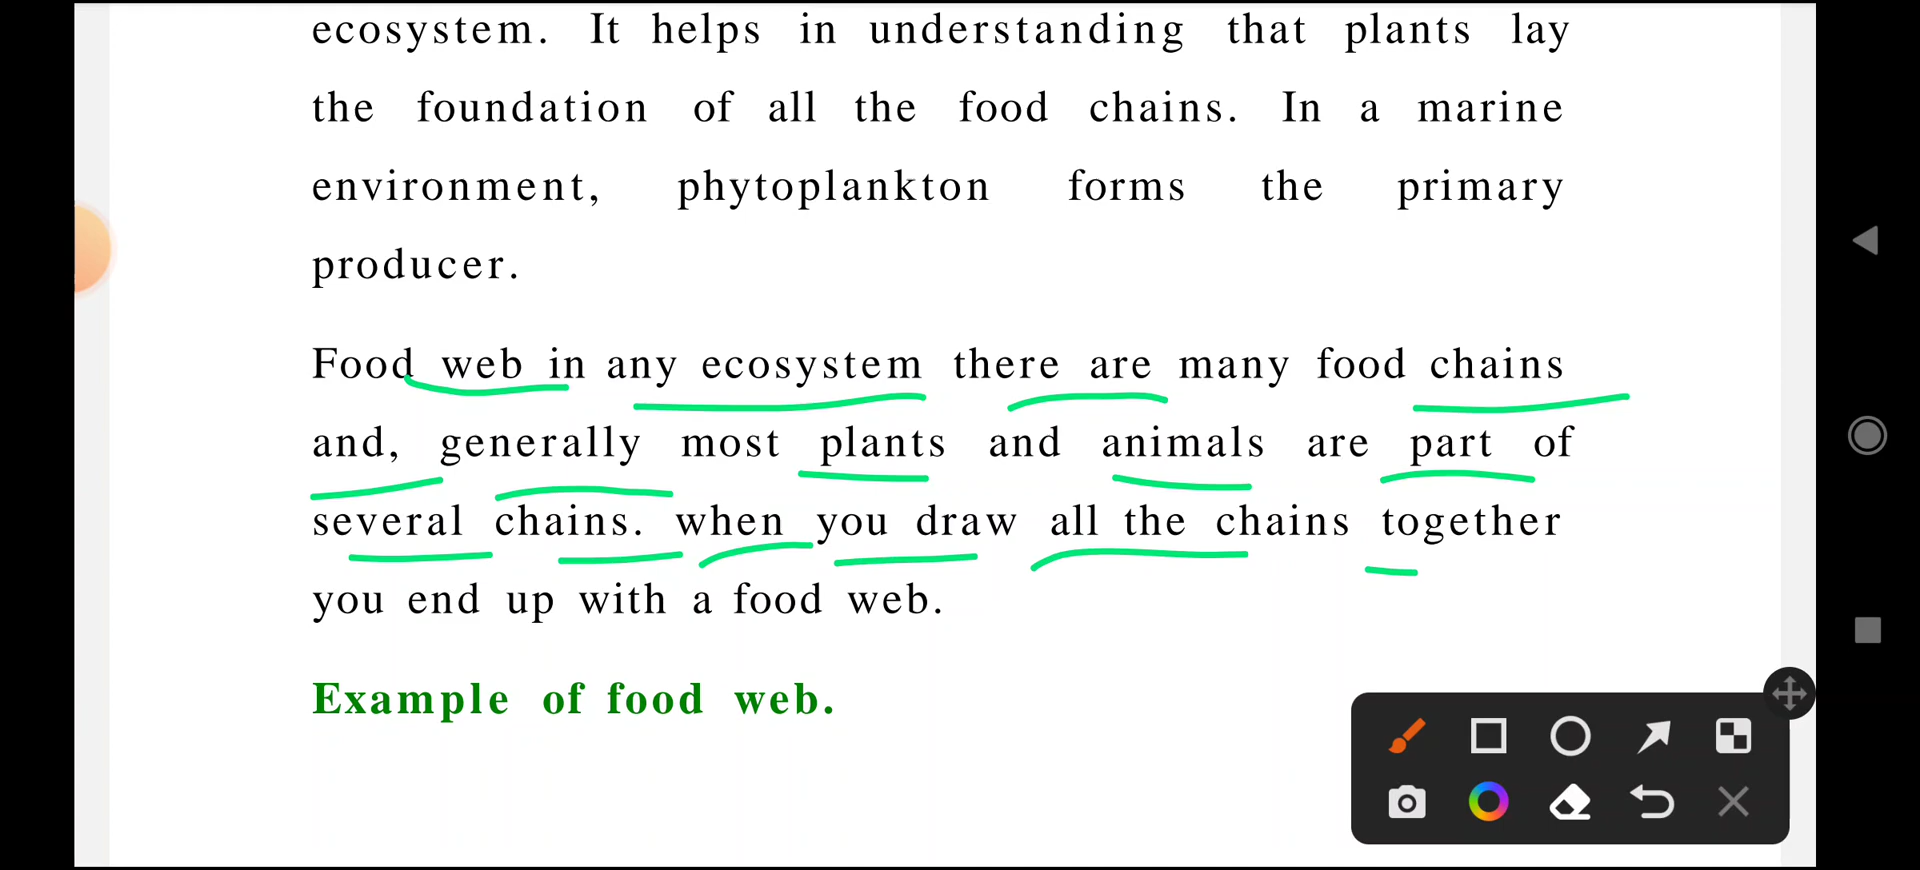 ecosystem. It helps in understanding that plants lay
the foundation of all the food chains. In a marine
environment, phytoplankton forms the primary
producer.
Food web in any ecosystem there are many food chains
and, generally most plants and animals are part of
several chains. when you draw all the chains together
you end up with a food web.
Example of food web.